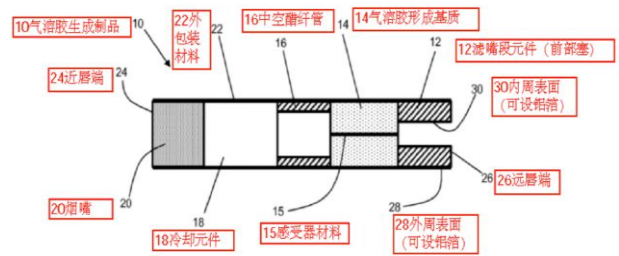 10气溶胶生成制品
10
22外
包装
材料
22
16中空醋纤管
16
14气溶胶形成基质
14
12滤嘴段元件（前部塞）
12
24近唇端
24
30
30内周表面
（可设铝箔）
20烟嘴
20
18
18冷却元件
15
15感受器材料
28
28外周表面
（可设铝箔）
26
26远唇端